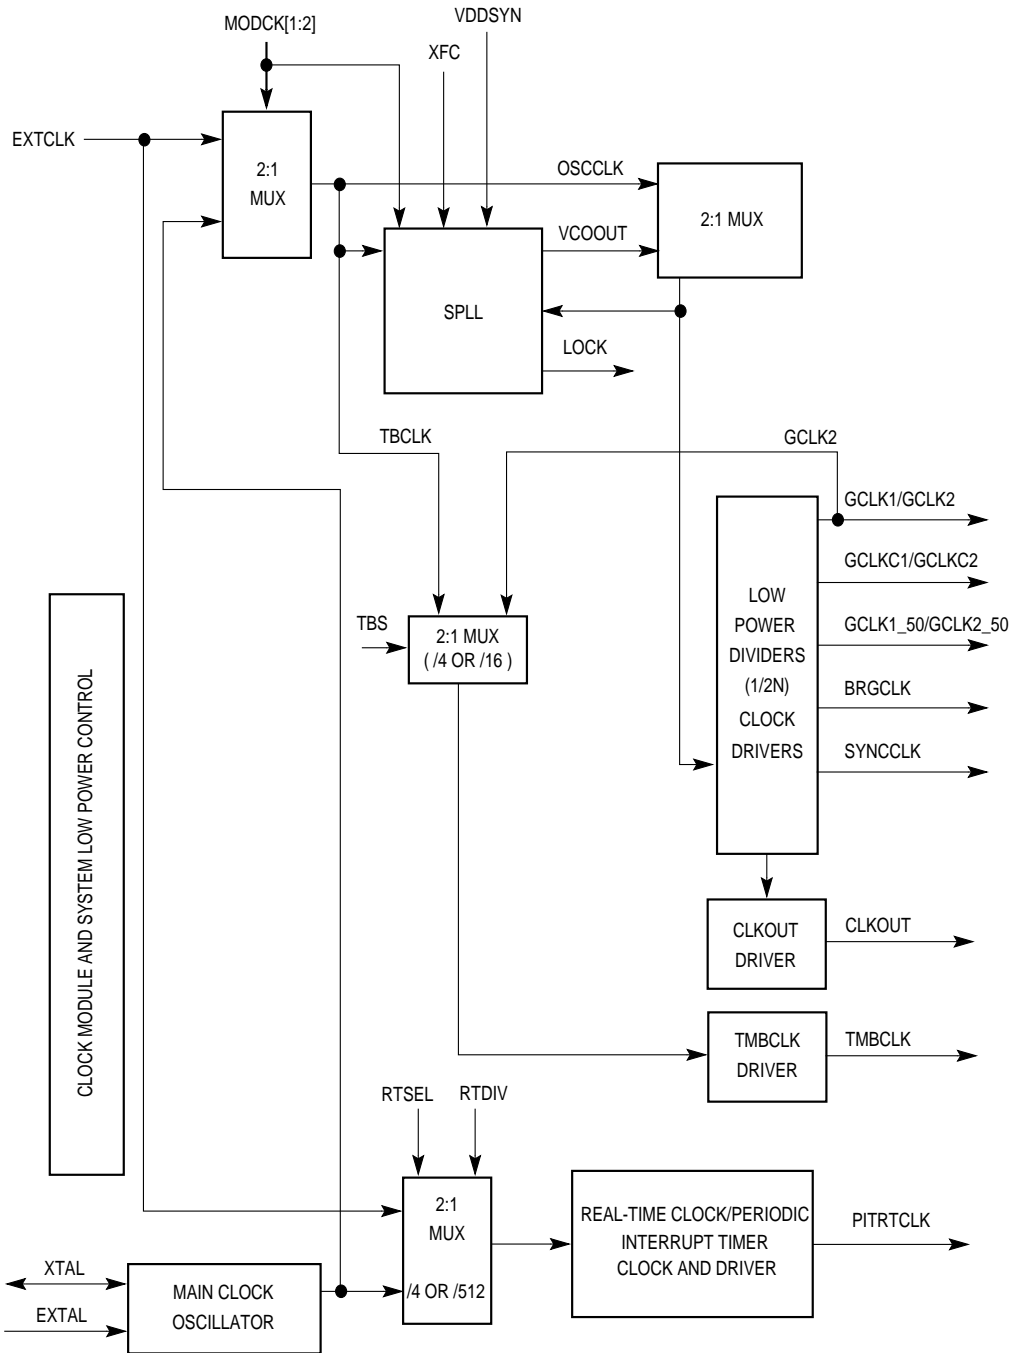 VDDSYN
MODCK[1:2]
XFC
EXTCLK
2:1
MUX
OSCCLK
2:1 MUX
VCOOUT
SPLL
LOCK
TBCLK
GCLK2
GCLK1/GCLK2
GCLKC1/GCLKC2
LOW
POWER
DIVIDERS
(1/2N)
CLOCK
DRIVERS
GCLK1_50/GCLK2_50
BRGCLK
SYNCCLK
TBS
2:1 MUX
( /4 OR /16 )
CLOCK MODULE AND SYSTEM LOW POWER CONTROL
CLKOUT
DRIVER
CLKOUT
TMBCLK
DRIVER
TMBCLK
RTSEL
RTDIV
2:1
MUX
/4 OR /512
REAL-TIME CLOCK/PERIODIC
INTERRUPT TIMER
CLOCK AND DRIVER
PITRTCLK
XTAL
EXTAL
MAIN CLOCK
OSCILLATOR